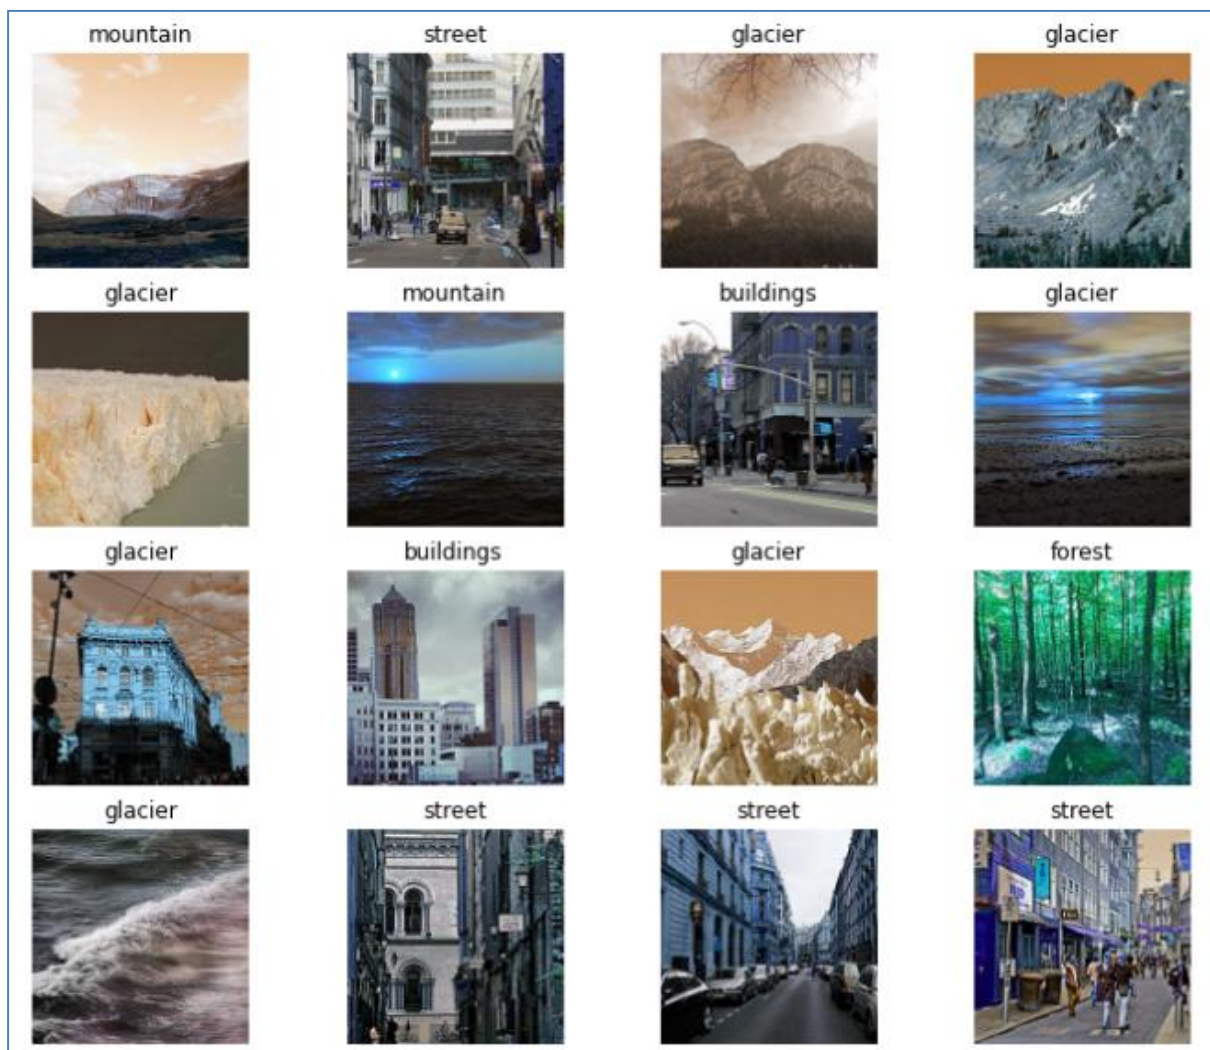 mountain street glacier glacier
glacier mountain buildings glacier
glacier buildings glacier forest
glacier street street street